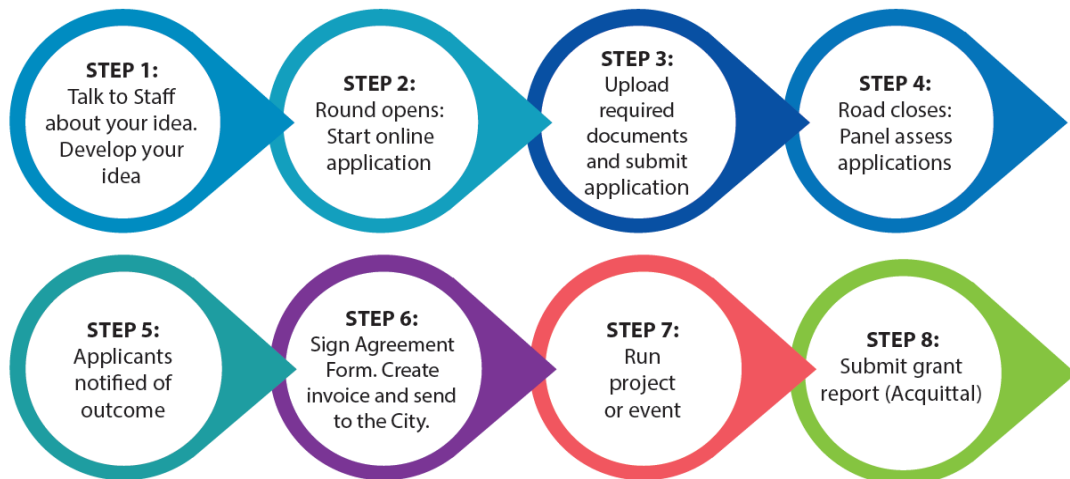 STEP 1:
Talk to Staff
about your idea.
Develop your
idea
STEP 2:
Round opens:
Start online
application
STEP 3:
Upload
required
documents
and submit
application
STEP 4:
Road closes:
Panel assess
applications
STEP 5:
Applicants
notified of
outcome
STEP 6:
Sign Agreement
Form. Create
invoice and send
to the City.
STEP 7:
Run
project
or event
STEP 8:
Submit grant
report (Acquittal)